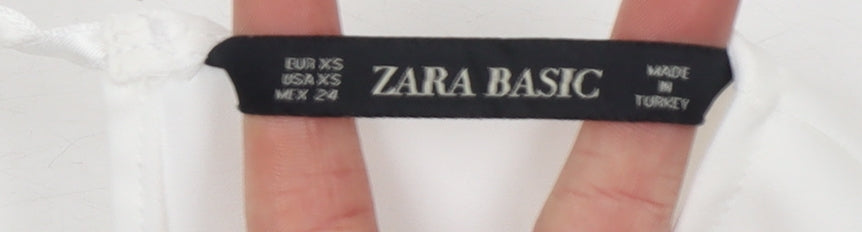 EUR XS
USA XS
MEX 24
ZARA BASIC
MADE
IN
TURKEY